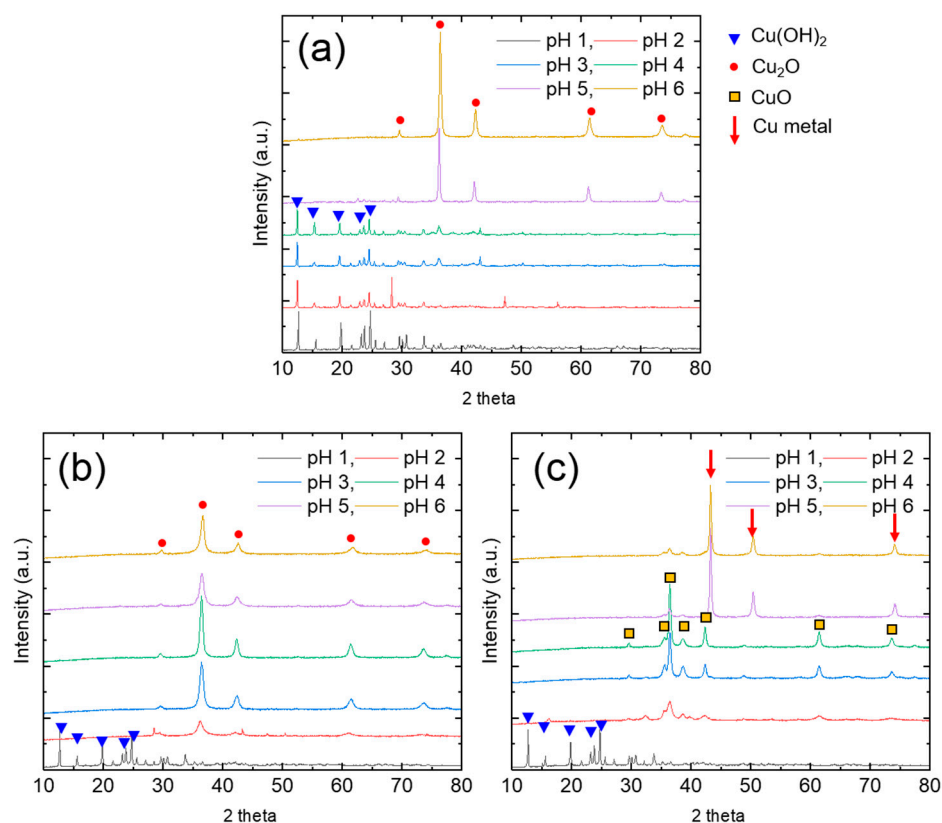 (a)
pH 1, pH 2
pH 3, pH 4
pH 5, pH 6
Intensity (a.u.)
10 20 30 40 50 60 70 80
2 theta
Cu(OH)₂
Cu₂O
CuO
Cu metal
(b)
pH 1, pH 2
pH 3, pH 4
pH 5, pH 6
Intensity (a.u.)
10 20 30 40 50 60 70 80
2 theta
(c)
pH 1, pH 2
pH 3, pH 4
pH 5, pH 6
Intensity (a.u.)
10 20 30 40 50 60 70 80
2 theta